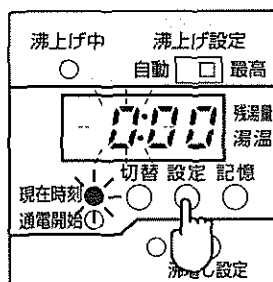 沸上げ中 沸上げ設定
自動 最高
0:00 残湯量
湯温
切替 設定 記憶
現在時刻
通電開始
沸増し設定